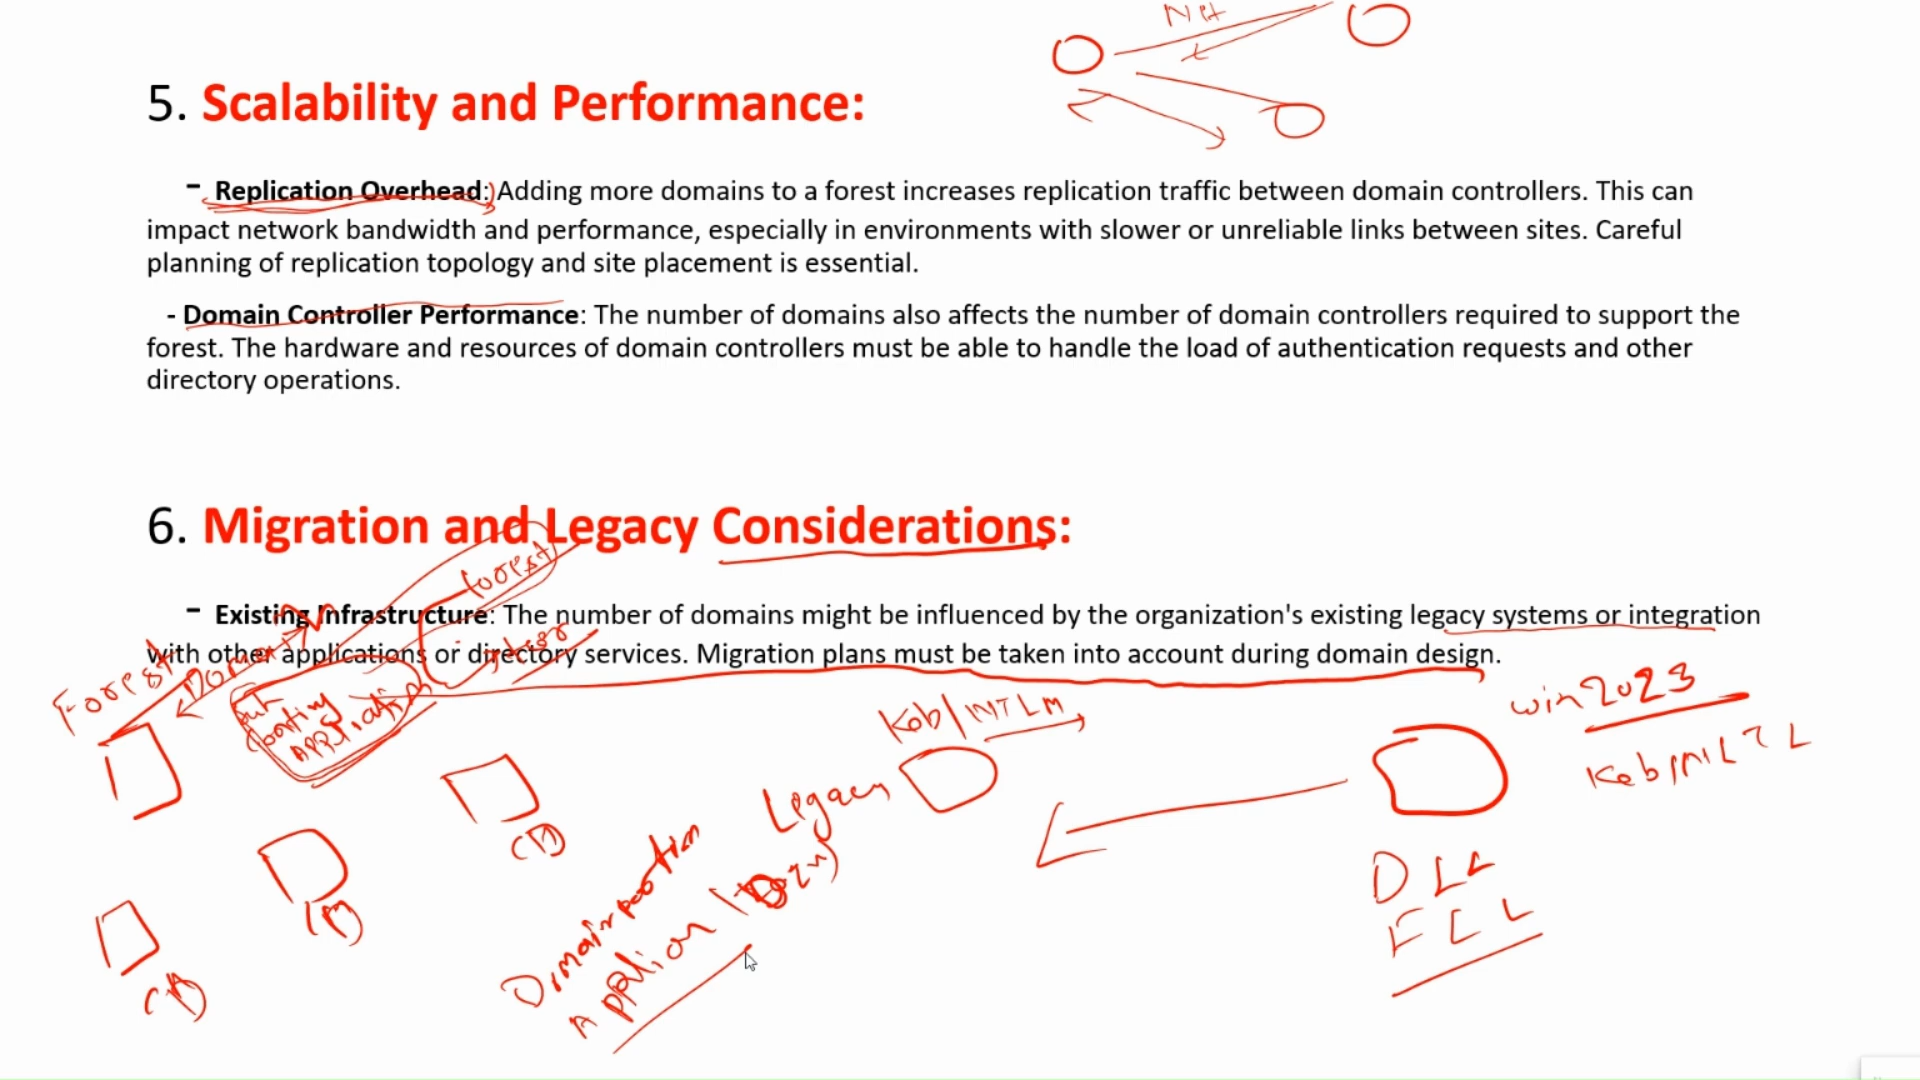 Net
5. Scalability and Performance:
- Replication Overhead: Adding more domains to a forest increases replication traffic between domain controllers. This can
impact network bandwidth and performance, especially in environments with slower or unreliable links between sites. Careful
planning of replication topology and site placement is essential.
- Domain Controller Performance: The number of domains also affects the number of domain controllers required to support the
forest. The hardware and resources of domain controllers must be able to handle the load of authentication requests and other
directory operations.
6. Migration and Legacy Considerations:
forest
- Existing Infrastructure: The number of domains might be influenced by the organization's existing legacy systems or integration
with other applications or directory services. Migration plans must be taken into account during domain design.
Forest
win2023
Keb/
Legacy